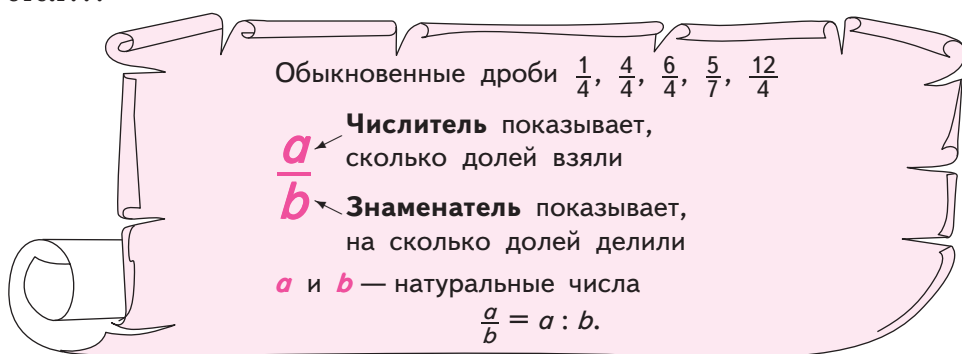 Обыкновенные дроби 1/4, 4/4, 6/4, 5/7, 12/4
a/b
Числитель показывает,
сколько долей взяли
Знаменатель показывает,
на сколько долей делили
a и b — натуральные числа
a/b = a : b.